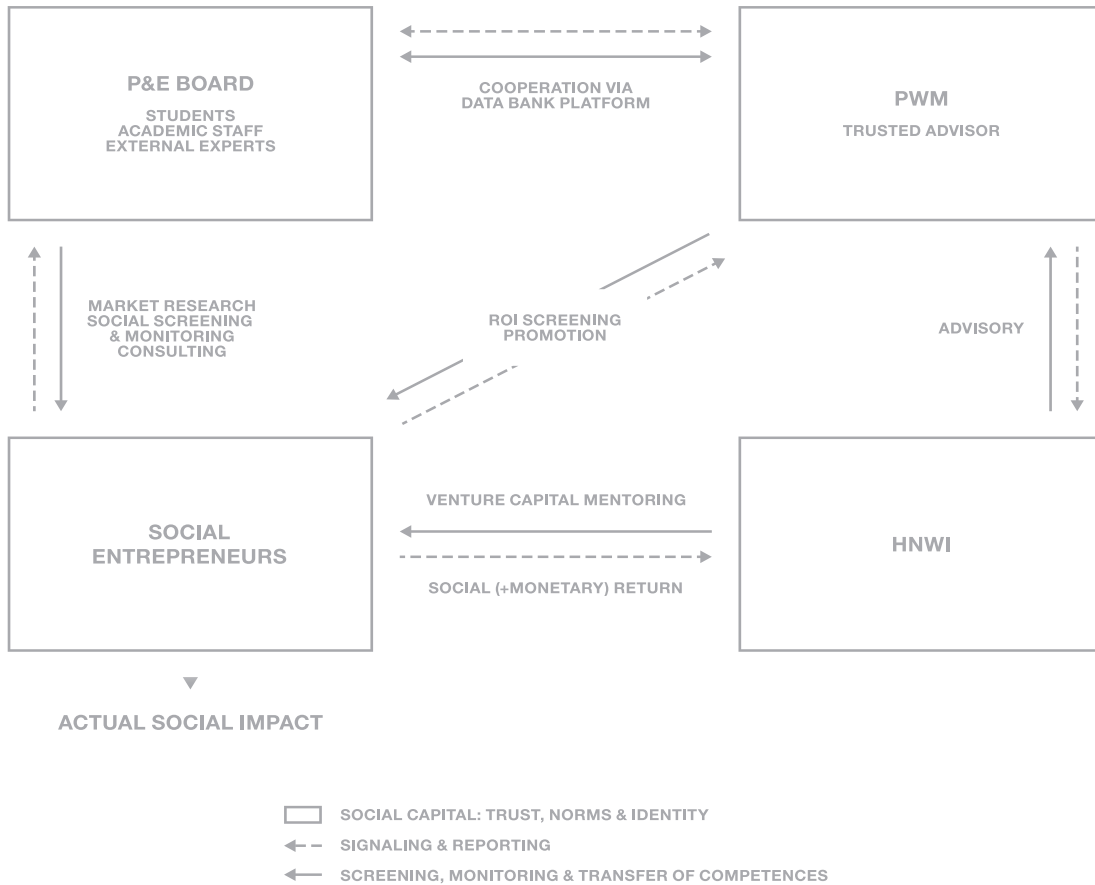 P&E BOARD
STUDENTS
ACADEMIC STAFF
EXTERNAL EXPERTS
COOPERATION VIA
DATA BANK PLATFORM
PWM
TRUSTED ADVISOR
MARKET RESEARCH
SOCIAL SCREENING
& MONITORING
CONSULTING
ROI SCREENING
PROMOTION
ADVISORY
SOCIAL
ENTREPRENEURS
VENTURE CAPITAL MENTORING
SOCIAL (+MONETARY) RETURN
HNWI
ACTUAL SOCIAL IMPACT
SOCIAL CAPITAL: TRUST, NORMS & IDENTITY
SIGNALING & REPORTING
SCREENING, MONITORING & TRANSFER OF COMPETENCES